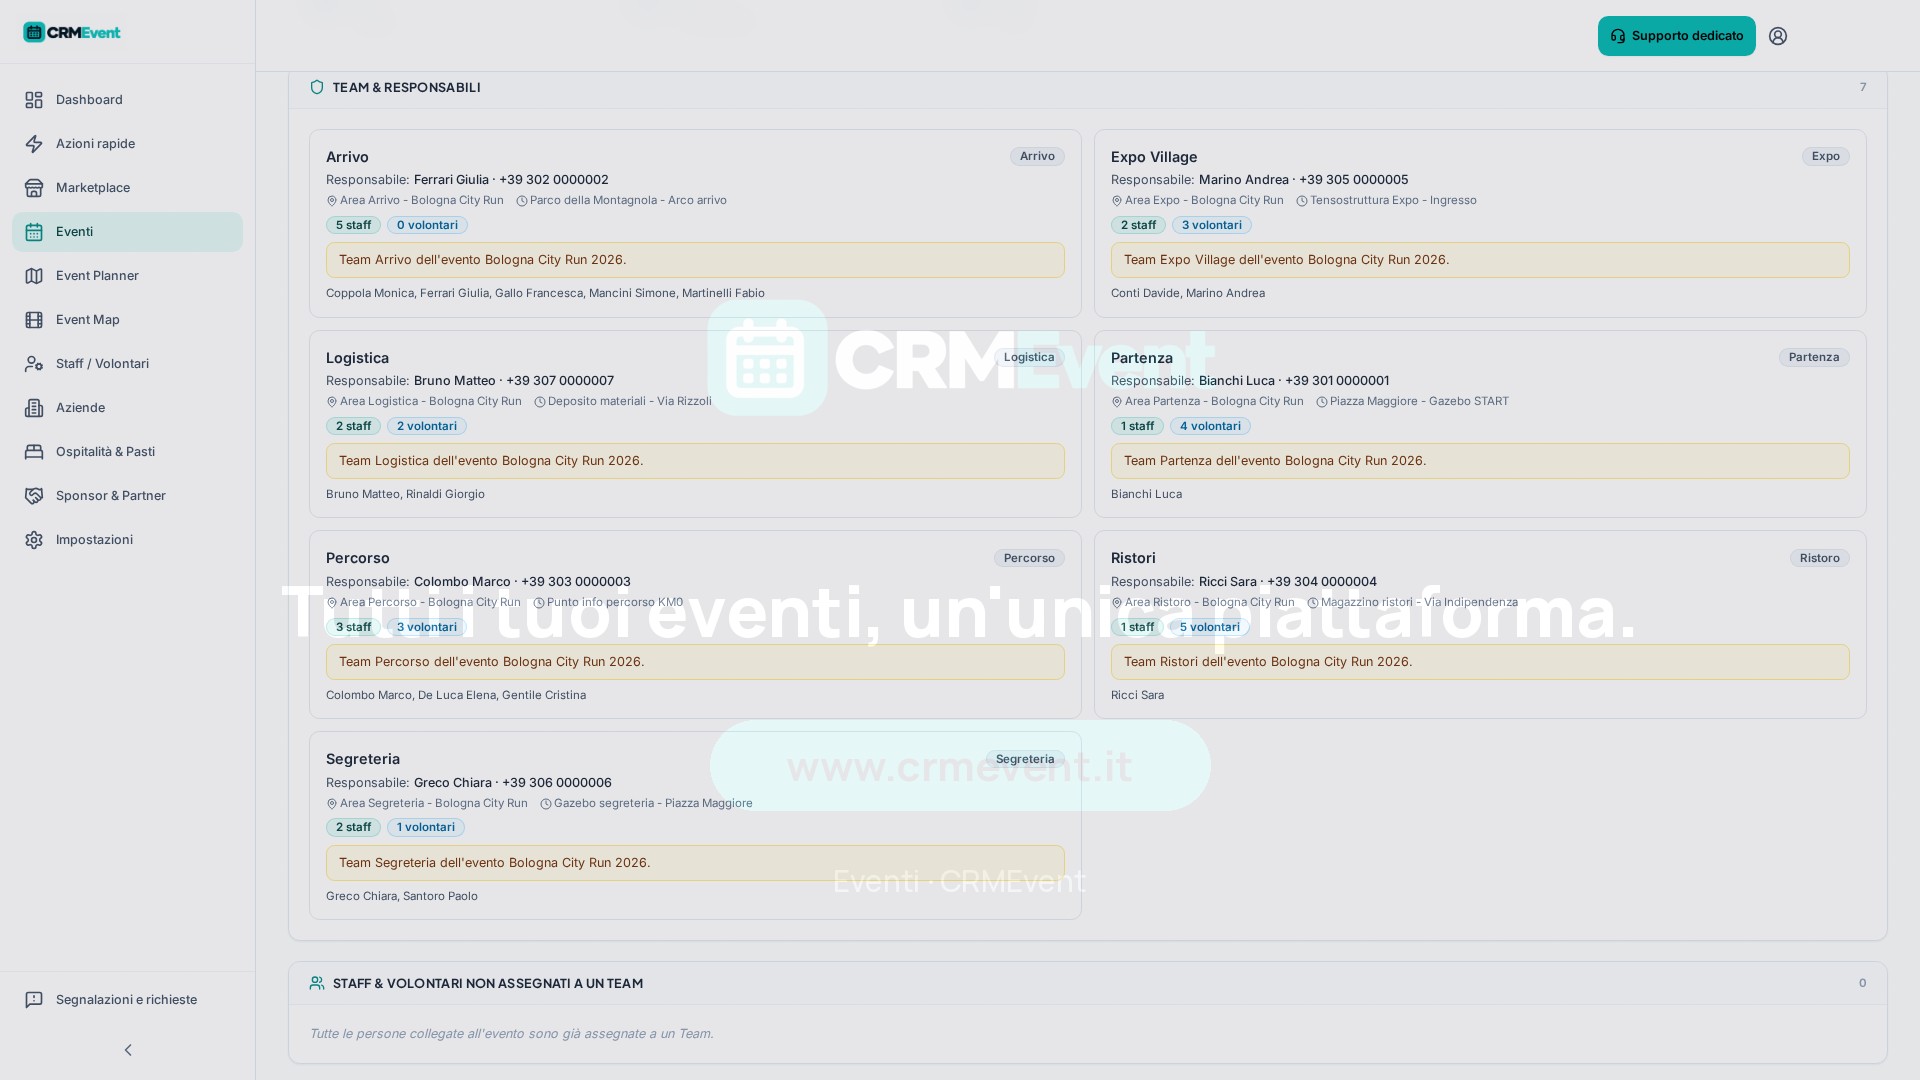 CRMEvent
Supporto dedicato
Dashboard
Azioni rapide
Marketplace
Eventi
Event Planner
Event Map
Staff / Volontari
Aziende
Ospitalità & Pasti
Sponsor & Partner
Impostazioni
Segnalazioni e richieste
TEAM & RESPONSABILI
7
Arrivo
Arrivo
Responsabile: Ferrari Giulia · +39 302 0000002
Area Arrivo - Bologna City Run Parco della Montagnola - Arco arrivo
5 staff 0 volontari
Team Arrivo dell'evento Bologna City Run 2026.
Coppola Monica, Ferrari Giulia, Gallo Francesca, Mancini Simone, Martinelli Fabio
Expo Village
Expo
Responsabile: Marino Andrea · +39 305 0000005
Area Expo - Bologna City Run Tensostruttura Expo - Ingresso
2 staff 3 volontari
Team Expo Village dell'evento Bologna City Run 2026.
Conti Davide, Marino Andrea
Logistica
Logistica
Responsabile: Bruno Matteo · +39 307 0000007
Area Logistica - Bologna City Run Deposito materiali - Via Rizzoli
2 staff 2 volontari
Team Logistica dell'evento Bologna City Run 2026.
Bruno Matteo, Rinaldi Giorgio
Partenza
Partenza
Responsabile: Bianchi Luca · +39 301 0000001
Area Partenza - Bologna City Run Piazza Maggiore - Gazebo START
1 staff 4 volontari
Team Partenza dell'evento Bologna City Run 2026.
Bianchi Luca
Percorso
Percorso
Responsabile: Colombo Marco · +39 303 0000003
Area Percorso - Bologna City Run Punto info percorso KM0
3 staff 3 volontari
Team Percorso dell'evento Bologna City Run 2026.
Colombo Marco, De Luca Elena, Gentile Cristina
Ristori
Ristoro
Responsabile: Ricci Sara · +39 304 0000004
Area Ristoro - Bologna City Run Magazzino ristori - Via Indipendenza
1 staff 5 volontari
Team Ristori dell'evento Bologna City Run 2026.
Ricci Sara
Segreteria
Segreteria
Responsabile: Greco Chiara · +39 306 0000006
Area Segreteria - Bologna City Run Gazebo segreteria - Piazza Maggiore
2 staff 1 volontari
Team Segreteria dell'evento Bologna City Run 2026.
Greco Chiara, Santoro Paolo
STAFF & VOLONTARI NON ASSEGNATI A UN TEAM
0
Tutte le persone collegate all'evento sono già assegnate a un Team.
CRMEvent
Tutti i tuoi eventi, un'unica piattaforma.
www.crmevent.it
Eventi · CRMEvent